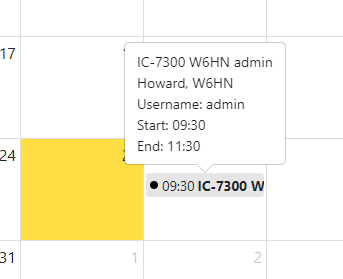 17
IC-7300 W6HN admin
Howard, W6HN
Username: admin
Start: 09:30
End: 11:30
24
09:30 IC-7300 W
31 1 2